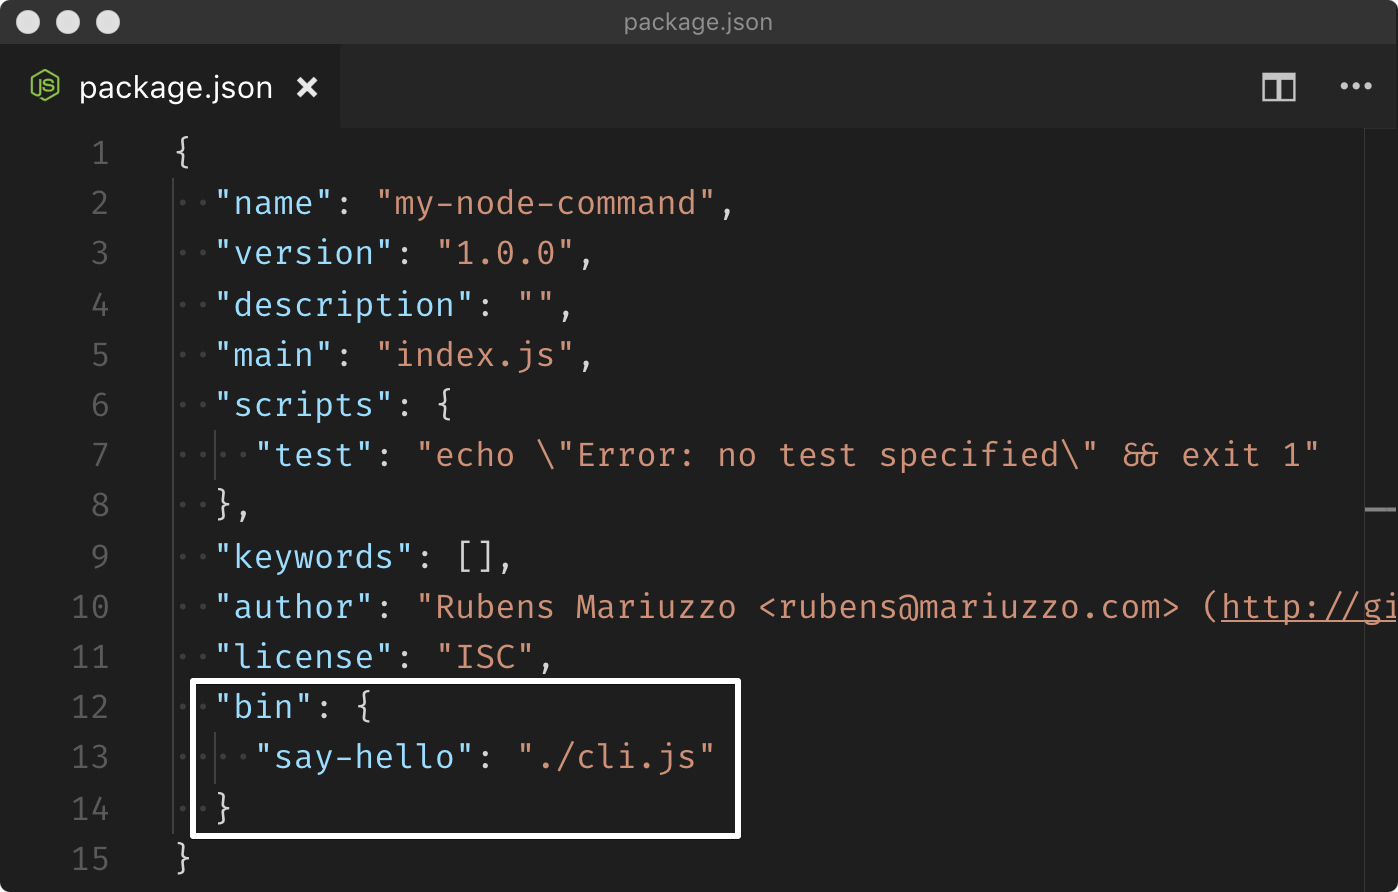 package.json
JS package.json ×
1 {
2 "name": "my-node-command",
3 "version": "1.0.0",
4 "description": "",
5 "main": "index.js",
6 "scripts": {
7 "test": "echo \"Error: no test specified\" && exit 1"
8 },
9 "keywords": [],
10 "author": "Rubens Mariuzzo <rubens@mariuzzo.com> (http://gi
11 "license": "ISC",
12 "bin": {
13 "say-hello": "./cli.js"
14 }
15 }